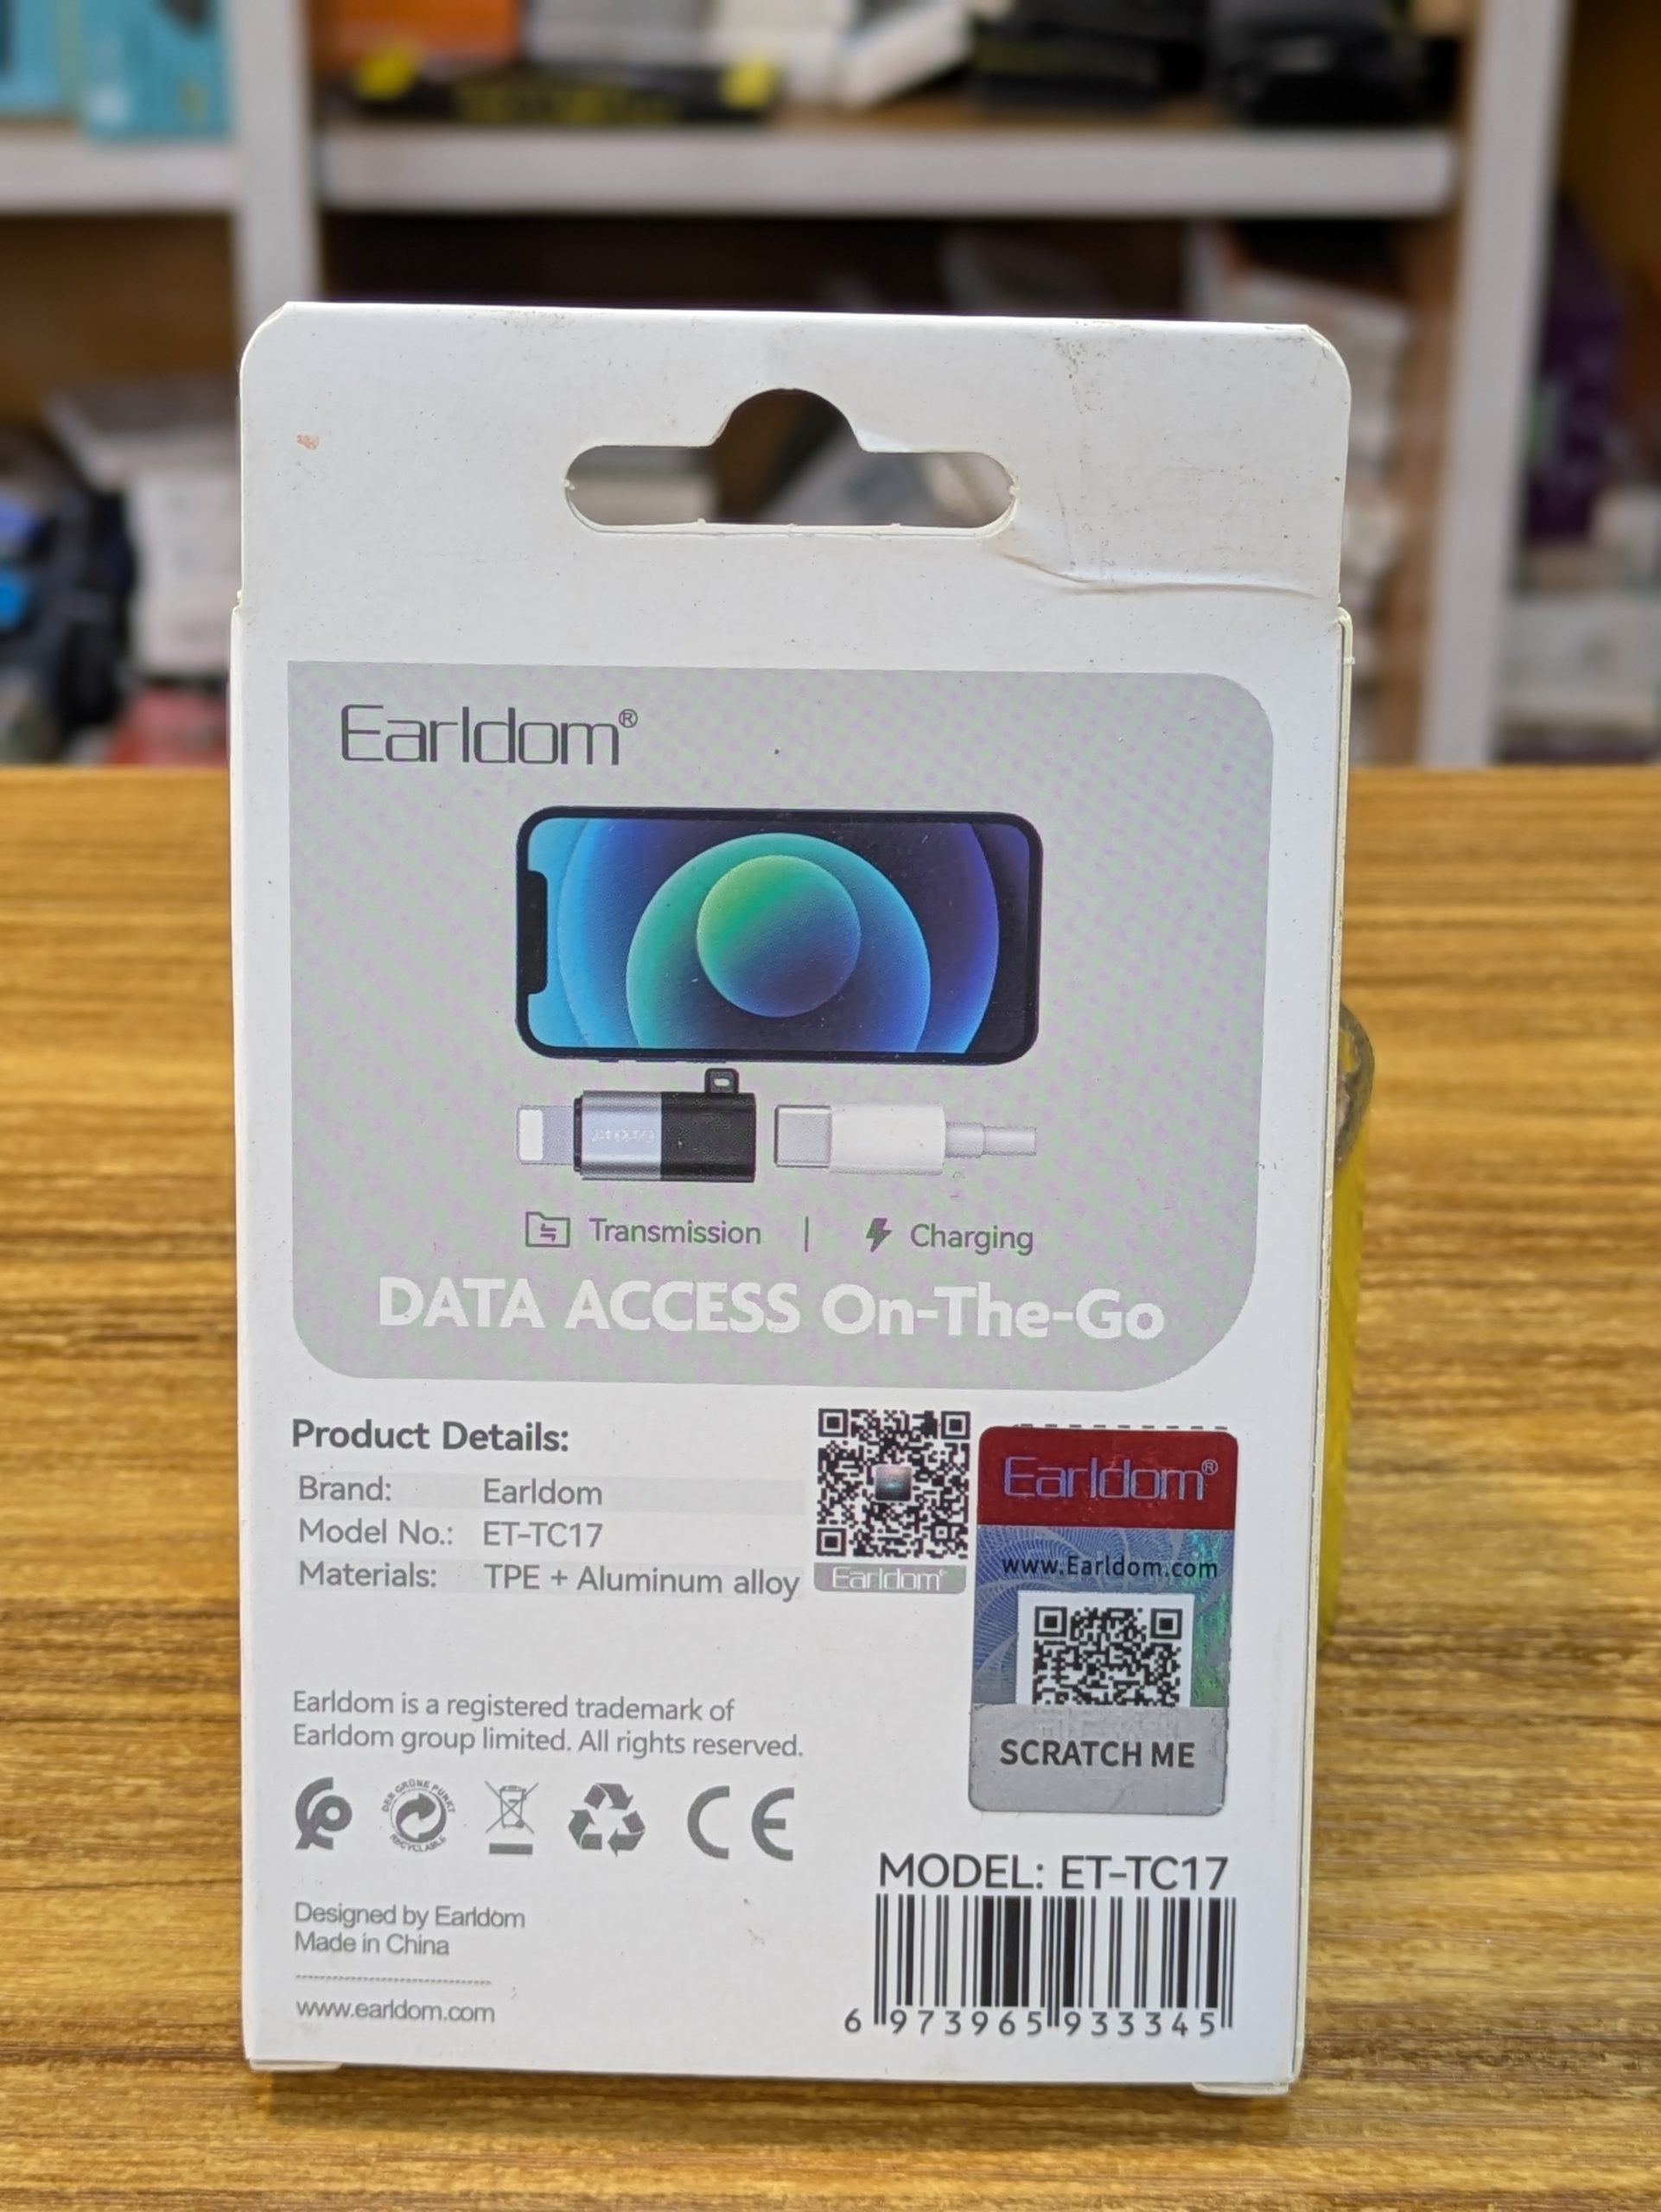 Earldom®
Transmission | Charging
DATA ACCESS On-The-Go
Product Details:
Brand: Earldom
Model No.: ET-TC17
Materials: TPE + Aluminum alloy
Earldom
Earldom®
www.Earldom.com
SCRATCH ME
Earldom is a registered trademark of
Earldom group limited. All rights reserved.
DER GRÜNE PUNKT
RECYCLABLE
CE
MODEL: ET-TC17
6 973965 933345
Designed by Earldom
Made in China
www.earldom.com